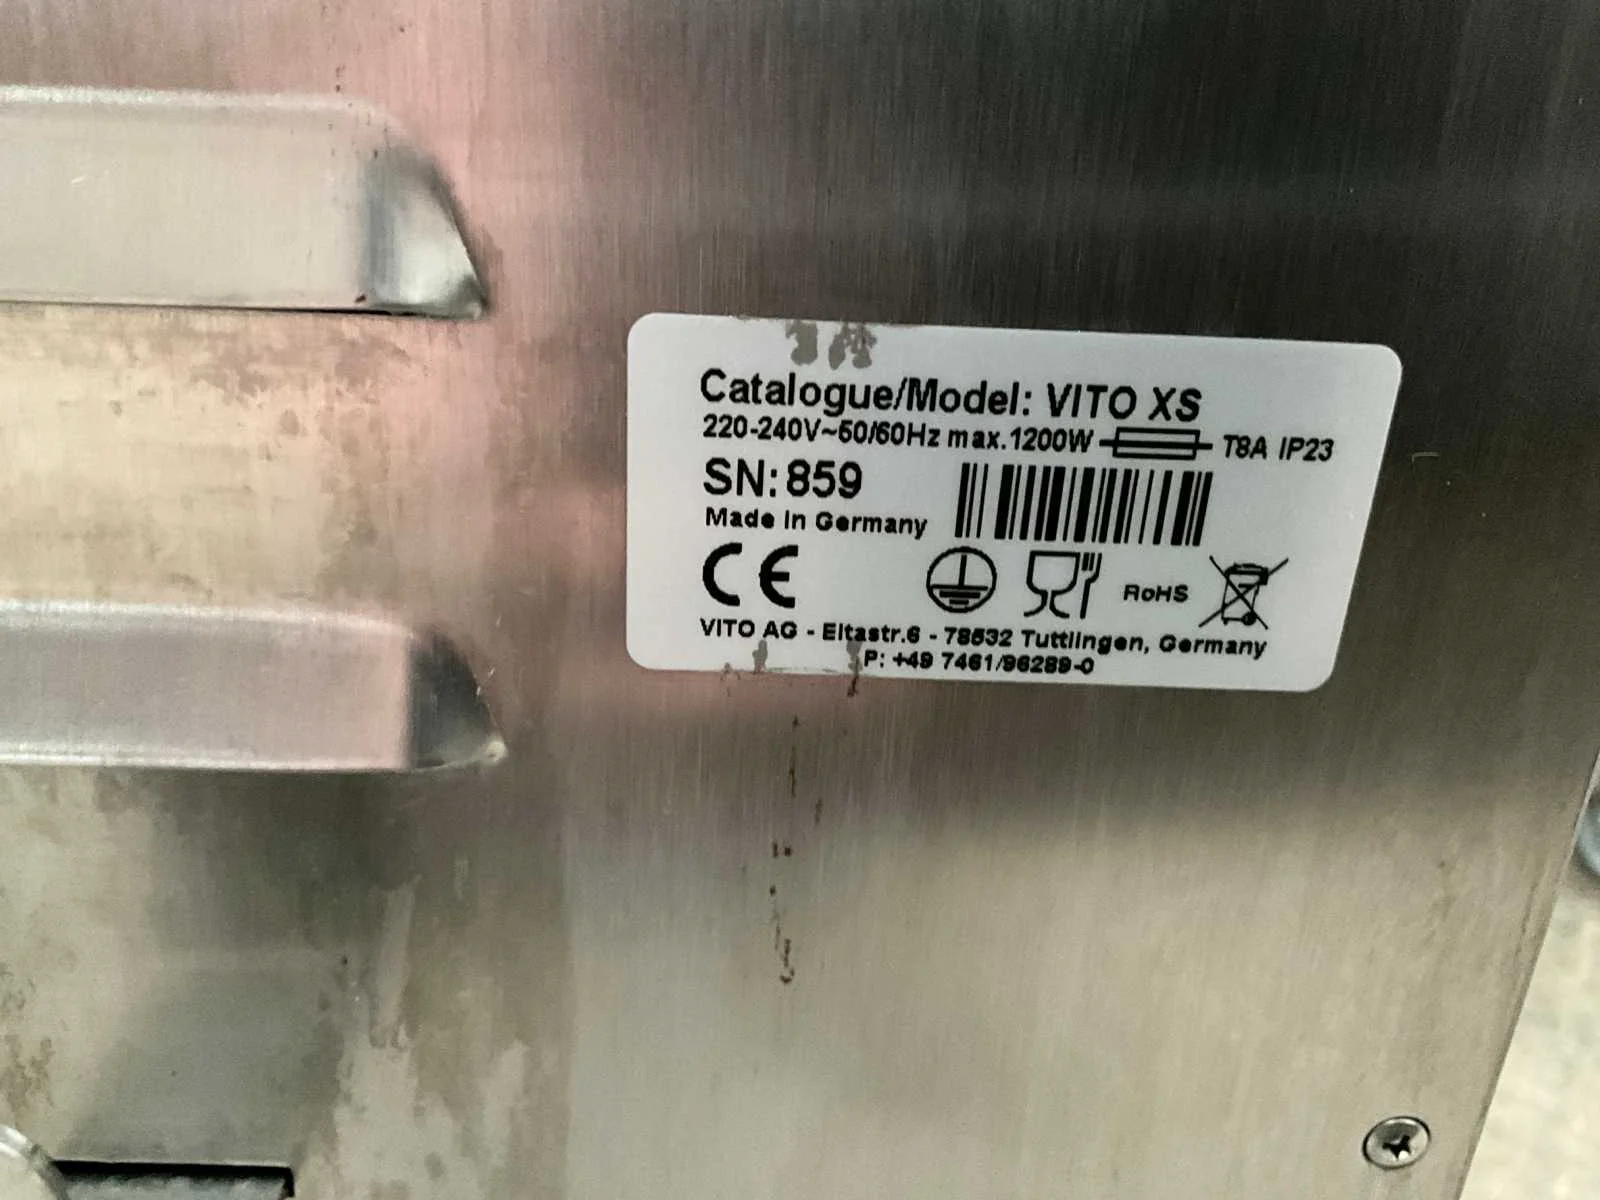 Catalogue/Model: VITO XS
220-240V~50/60Hz max.1200W T8A IP23
SN: 859
Made in Germany
CE
RoHS
VITO AG - Eltastr.6 - 78532 Tuttlingen, Germany
P: +49 7461/96289-0